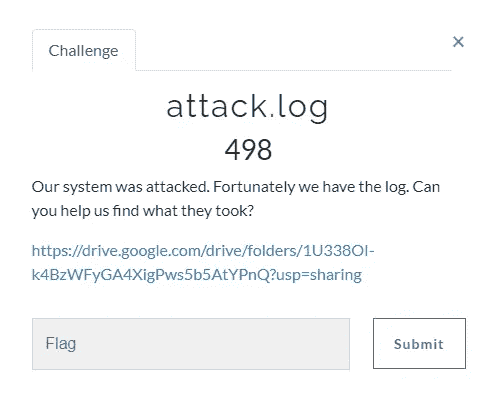 Challenge
×
attack.log
498
Our system was attacked. Fortunately we have the log. Can
you help us find what they took?
https://drive.google.com/drive/folders/1U338OI-
k4BzWFyGA4XigPws5b5AtYPnQ?usp=sharing
Flag
Submit